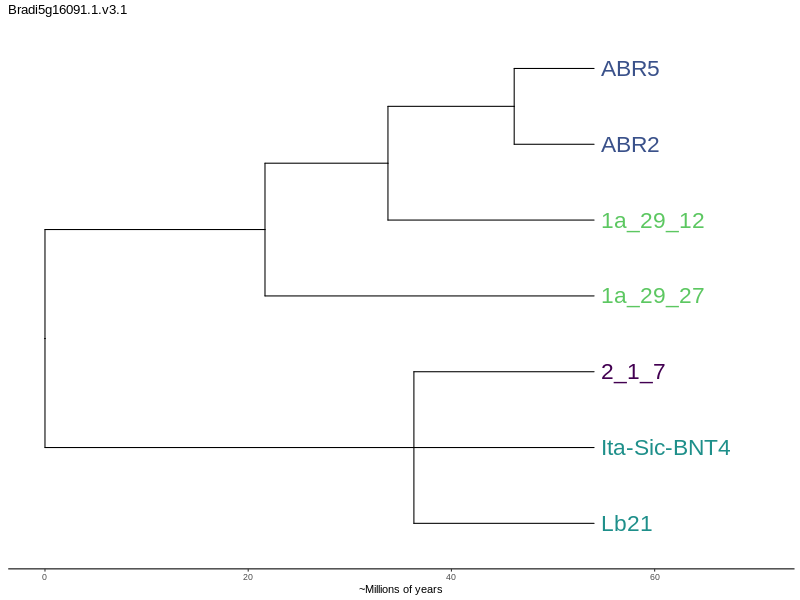 Bradi5g16091.1.v3.1
ABR5
ABR2
1a_29_12
1a_29_27
2_1_7
Ita-Sic-BNT4
Lb21
0 20 40 60
~Millions of years